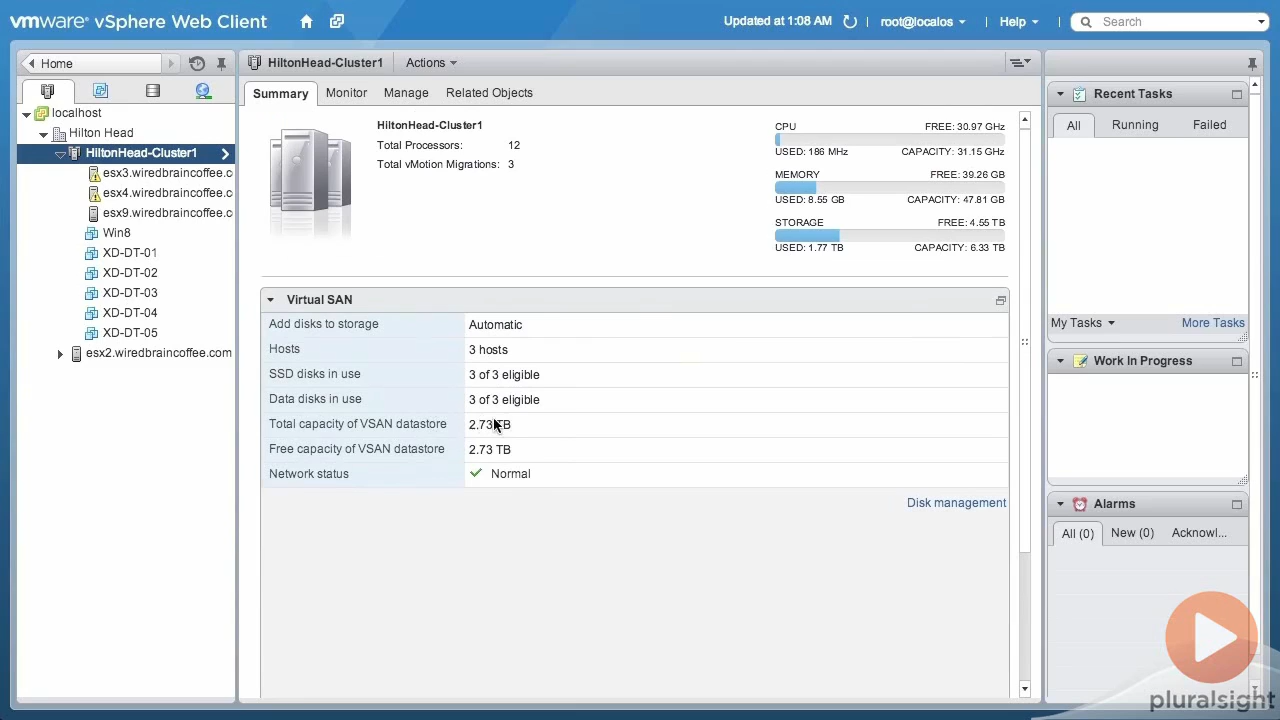 vmware® vSphere Web Client
Updated at 1:08 AM
root@localos
Help
Search
Home
localhost
Hilton Head
HiltonHead-Cluster1
esx3.wiredbraincoffee.c
esx4.wiredbraincoffee.c
esx9.wiredbraincoffee.c
Win8
XD-DT-01
XD-DT-02
XD-DT-03
XD-DT-04
XD-DT-05
esx2.wiredbraincoffee.com
HiltonHead-Cluster1
Actions
Summary
Monitor
Manage
Related Objects
HiltonHead-Cluster1
Total Processors: 12
Total vMotion Migrations: 3
CPU FREE: 30.97 GHz
USED: 186 MHz CAPACITY: 31.15 GHz
MEMORY FREE: 39.26 GB
USED: 8.55 GB CAPACITY: 47.81 GB
STORAGE FREE: 4.55 TB
USED: 1.77 TB CAPACITY: 6.33 TB
Virtual SAN
Add disks to storage Automatic
Hosts 3 hosts
SSD disks in use 3 of 3 eligible
Data disks in use 3 of 3 eligible
Total capacity of VSAN datastore 2.73 TB
Free capacity of VSAN datastore 2.73 TB
Network status Normal
Disk management
Recent Tasks
All Running Failed
My Tasks More Tasks
Work In Progress
Alarms
All (0) New (0) Acknowl...
pluralsight